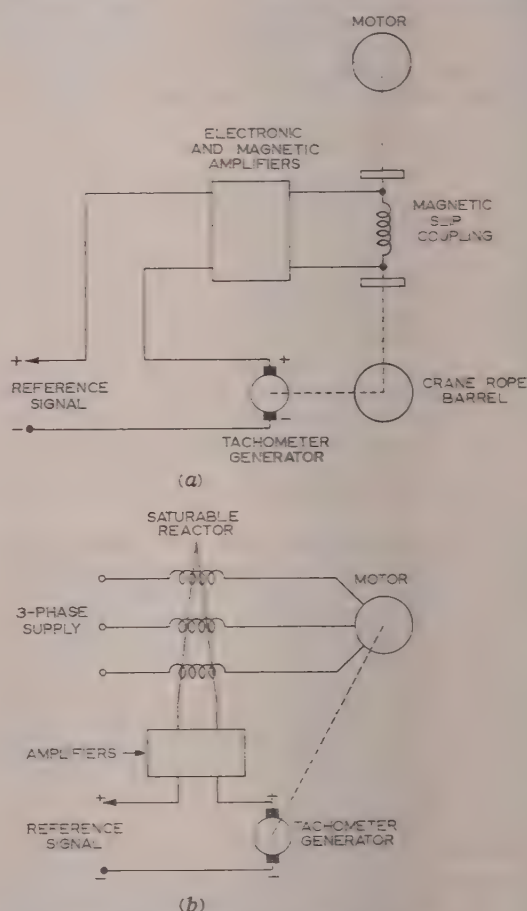 MOTOR
ELECTRONIC
AND MAGNETIC
AMPLIFIERS
MAGNETIC
SLIP
COUPLING
+
+
REFERENCE
SIGNAL
CRANE ROPE
BARREL
−
−
TACHOMETER
GENERATOR
(a)
SATURABLE
REACTOR
MOTOR
3-PHASE
SUPPLY
AMPLIFIERS
+
+
REFERENCE
SIGNAL
TACHOMETER
GENERATOR
−
−
(b)